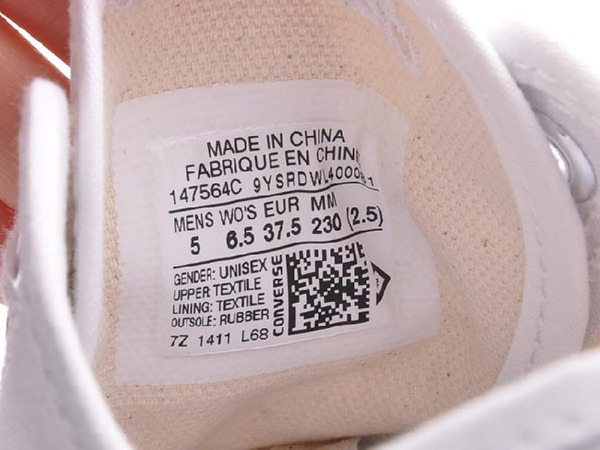 MADE IN CHINA
FABRIQUE EN CHINE
147564C
MENS WO'S EUR MM
5 6.5 37.5 230 (2.5)
GENDER: UNISEX
UPPER: TEXTILE
LINING: TEXTILE
OUTSOLE: RUBBER
7Z 1411 L68
CONVERSE